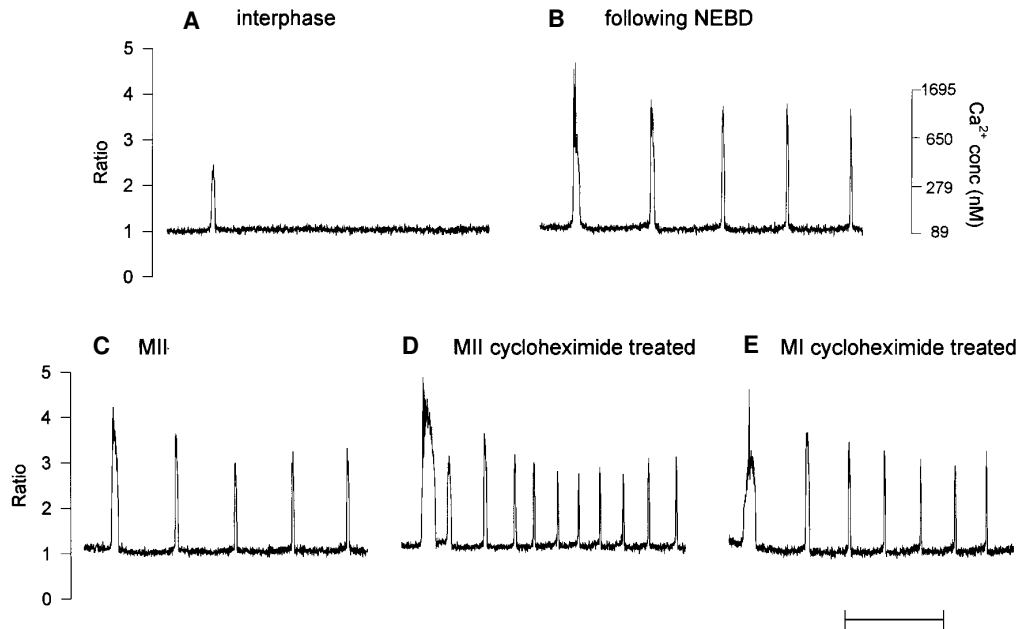 A interphase
B following NEBD
5
4
3
2
1
0
Ratio
1695
650
279
89
Ca²⁺ conc (nM)
C MII
D MII cycloheximide treated
E MI cycloheximide treated
5
4
3
2
1
0
Ratio